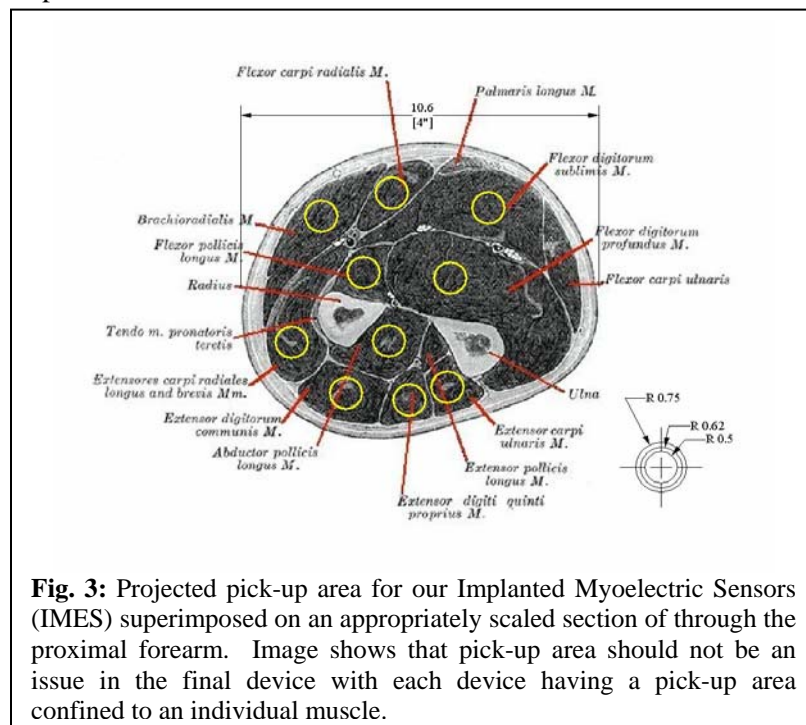 Flexor carpi radialis M.
Palmaris longus M.
10.6
[4"]
Flexor digitorum
sublimis M.
Brachioradialis M
Flexor pollicis
longus M.
Flexor digitorum
profundus M.
Radius
Flexor carpi ulnaris
Tendo m. pronatoris
teretis
Extensores carpi radiales
longus and brevis Mm.
Ulna
R 0.75
R 0.62
R 0.5
Extensor digitorum
communis M.
Extensor carpi
ulnaris M.
Abductor pollicis
longus M.
Extensor pollicis
longus M.
Extensor digiti quinti
proprius M.
Fig. 3: Projected pick-up area for our Implanted Myoelectric Sensors
(IMES) superimposed on an appropriately scaled section of through the
proximal forearm. Image shows that pick-up area should not be an
issue in the final device with each device having a pick-up area
confined to an individual muscle.